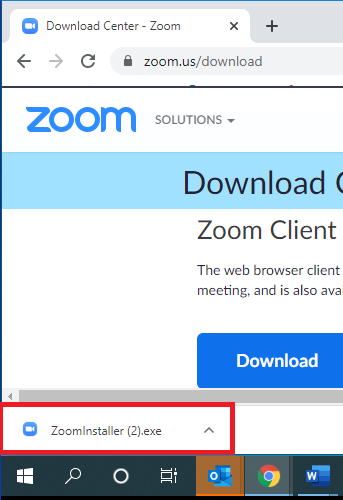 Download Center - Zoom
zoom.us/download
zoom
SOLUTIONS
Download C
Zoom Client
The web browser client
meeting, and is also ava
Download
ZoomInstaller (2).exe